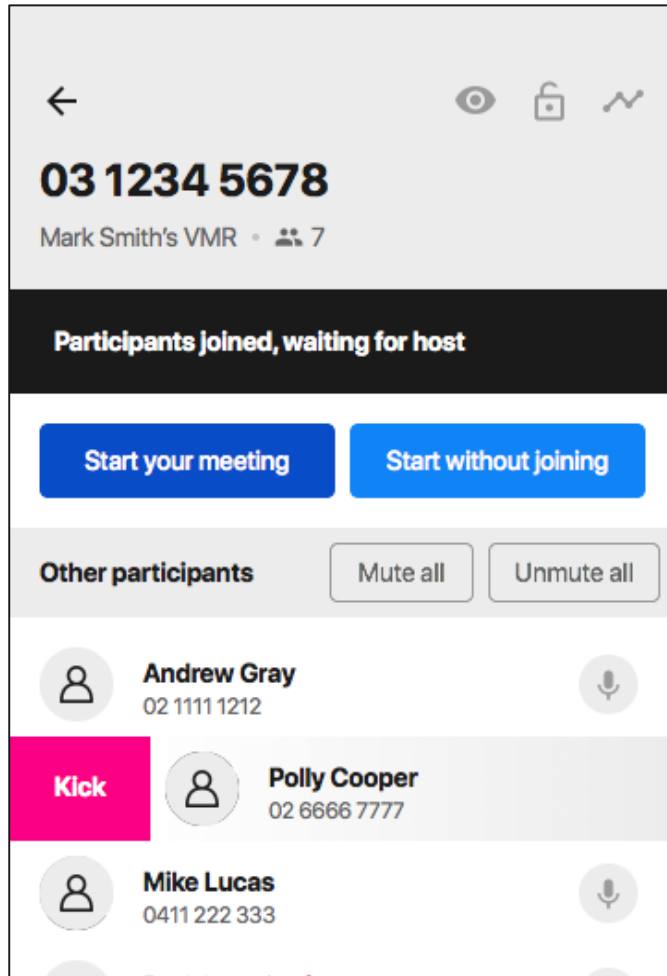 03 1234 5678
Mark Smith's VMR • 7
Participants joined, waiting for host
Start your meeting Start without joining
Other participants Mute all Unmute all
Andrew Gray
02 1111 1212
Kick
Polly Cooper
02 6666 7777
Mike Lucas
0411 222 333